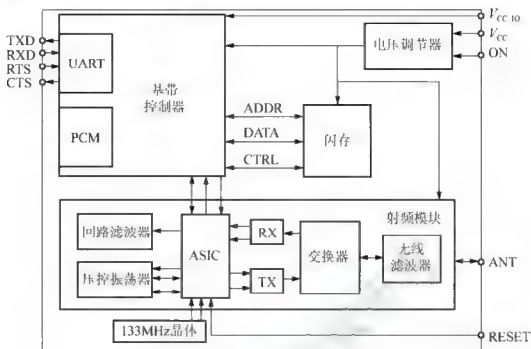 TXD
RXD
RTS
CTS
UART
PCM
基带
控制器
ADDR
DATA
CTRL
闪存
电压调节器
VCC IO
VCC
ON
射频模块
回路滤波器
压控振荡器
ASIC
RX
TX
交换器
无线
滤波器
ANT
133MHz晶体
RESET